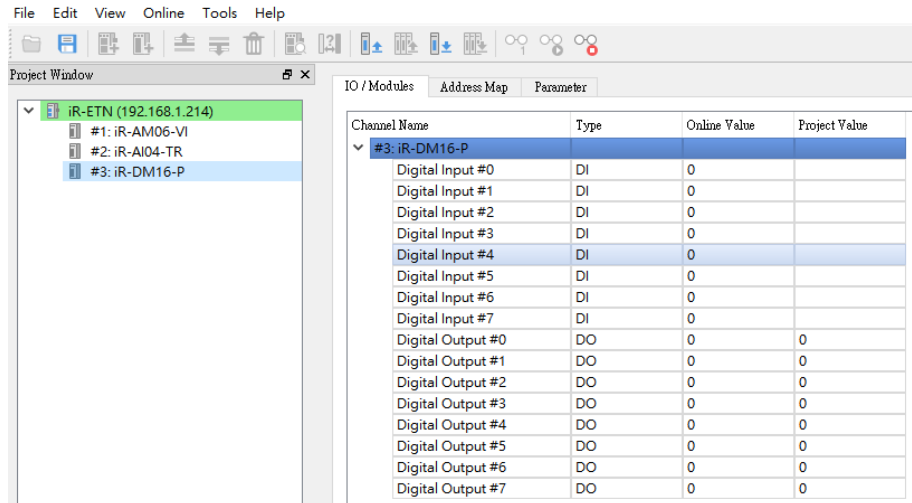 File Edit View Online Tools Help
Project Window
iR-ETN (192.168.1.214)
#1: iR-AM06-VI
#2: iR-AI04-TR
#3: iR-DM16-P
IO / Modules Address Map Parameter
Channel Name Type Online Value Project Value
#3: iR-DM16-P
Digital Input #0 DI 0
Digital Input #1 DI 0
Digital Input #2 DI 0
Digital Input #3 DI 0
Digital Input #4 DI 0
Digital Input #5 DI 0
Digital Input #6 DI 0
Digital Input #7 DI 0
Digital Output #0 DO 0 0
Digital Output #1 DO 0 0
Digital Output #2 DO 0 0
Digital Output #3 DO 0 0
Digital Output #4 DO 0 0
Digital Output #5 DO 0 0
Digital Output #6 DO 0 0
Digital Output #7 DO 0 0